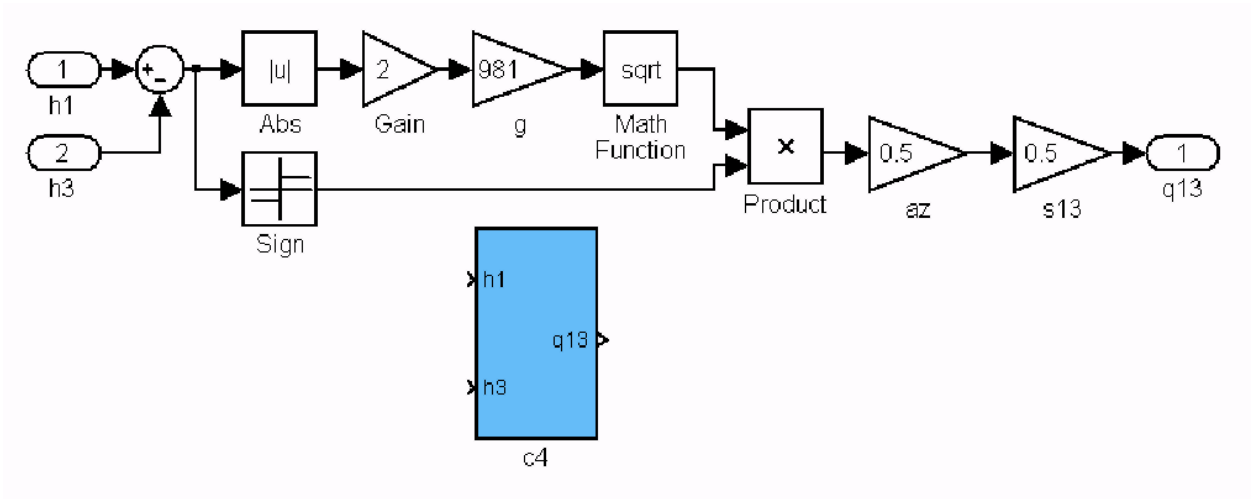 1
h1
+
-
|u|
Abs
2
Gain
981
g
sqrt
Math
Function
2
h3
Sign
×
Product
0.5
az
0.5
s13
1
q13
h1
q13
h3
c4